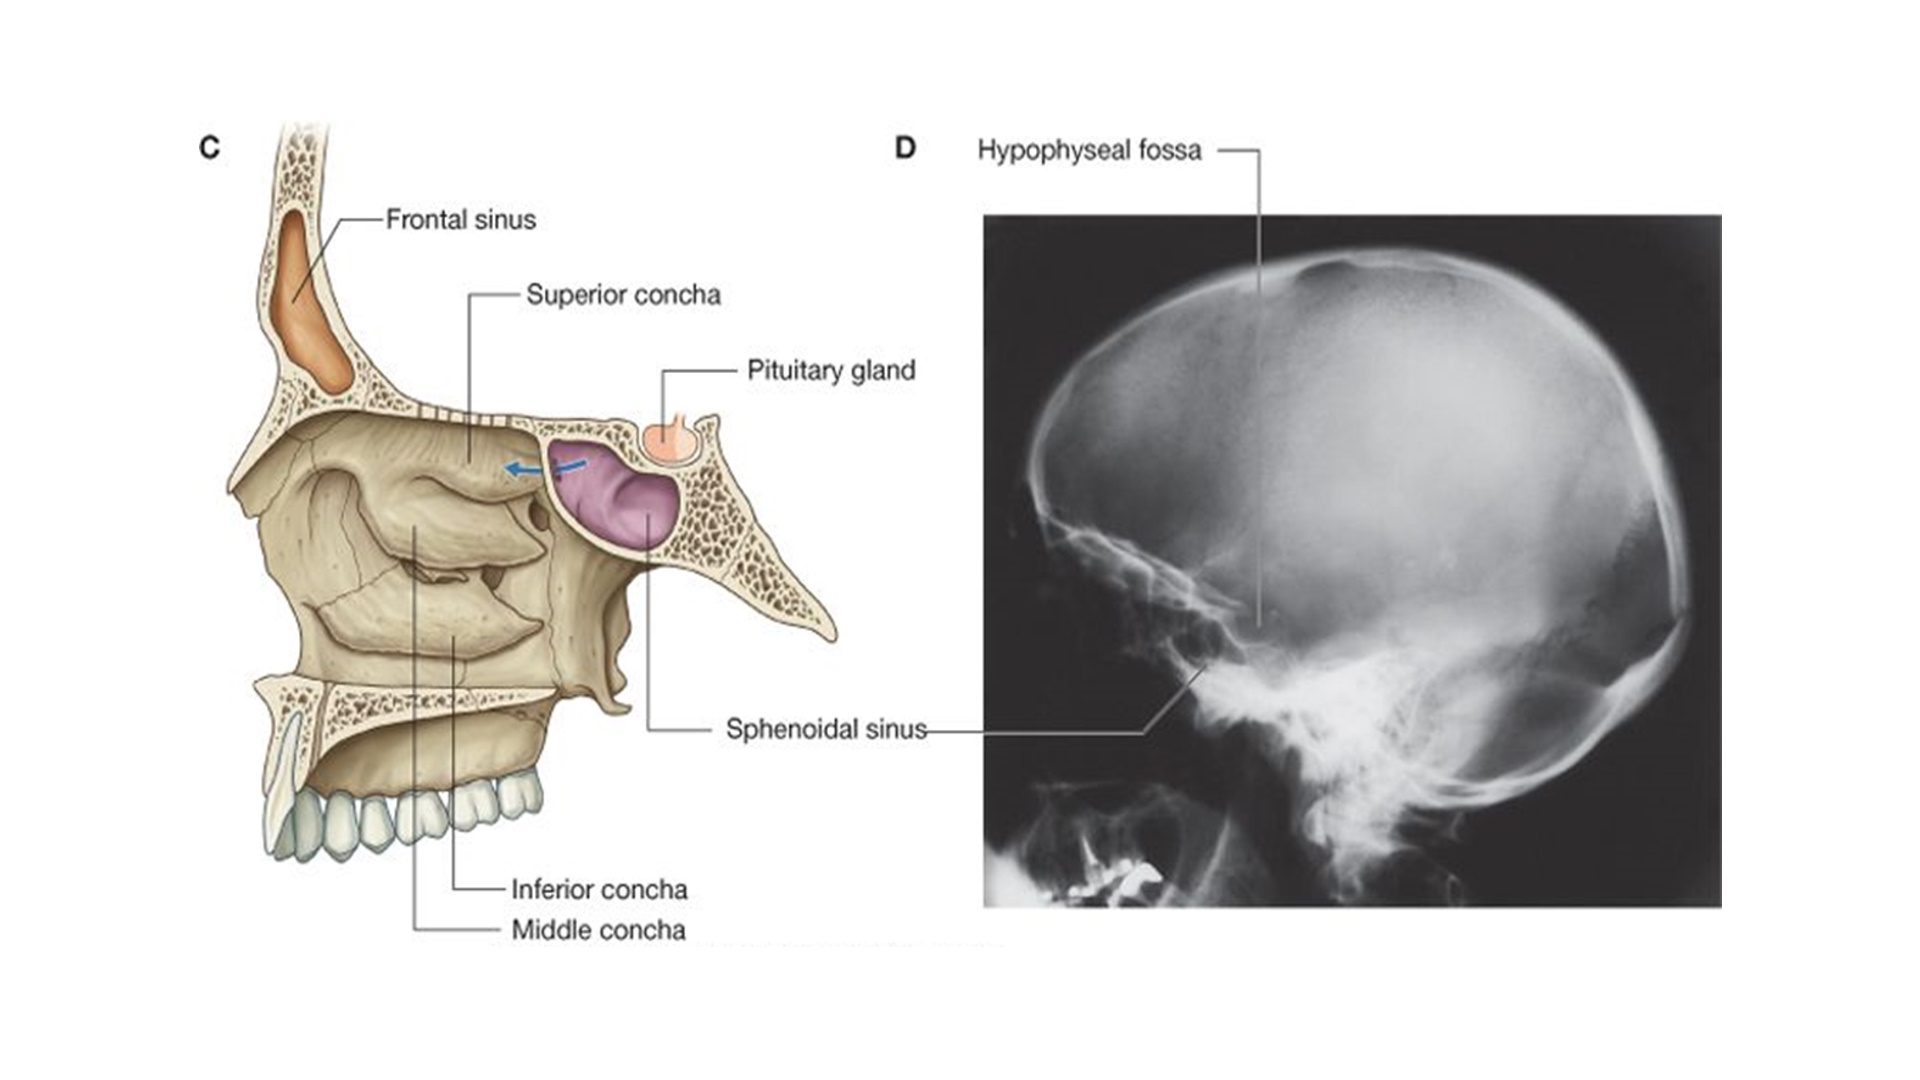 C
Frontal sinus
Superior concha
Pituitary gland
Sphenoidal sinus
Inferior concha
Middle concha
D
Hypophyseal fossa